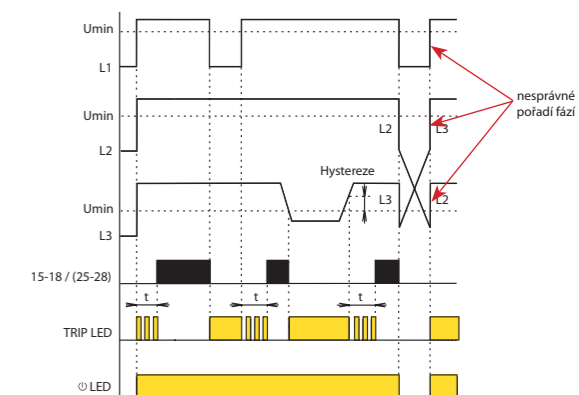 Umin
L1
nesprávné
pořadí fází
Umin
L2
L3
L2
Hystereze
L3
L2
Umin
L3
15-18 / (25-28)
t
t
t
TRIP LED
⏻ LED